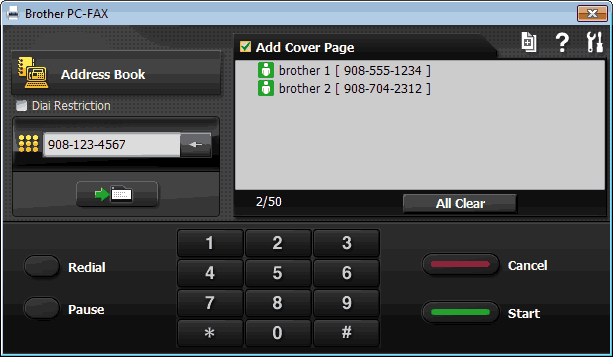 Brother PC-FAX
Address Book
Dial Restriction
908-123-4567
Add Cover Page
?
brother 1 [ 908-555-1234 ]
brother 2 [ 908-704-2312 ]
2/50
All Clear
Redial
Pause
1 2 3
4 5 6
7 8 9
* 0 #
Cancel
Start